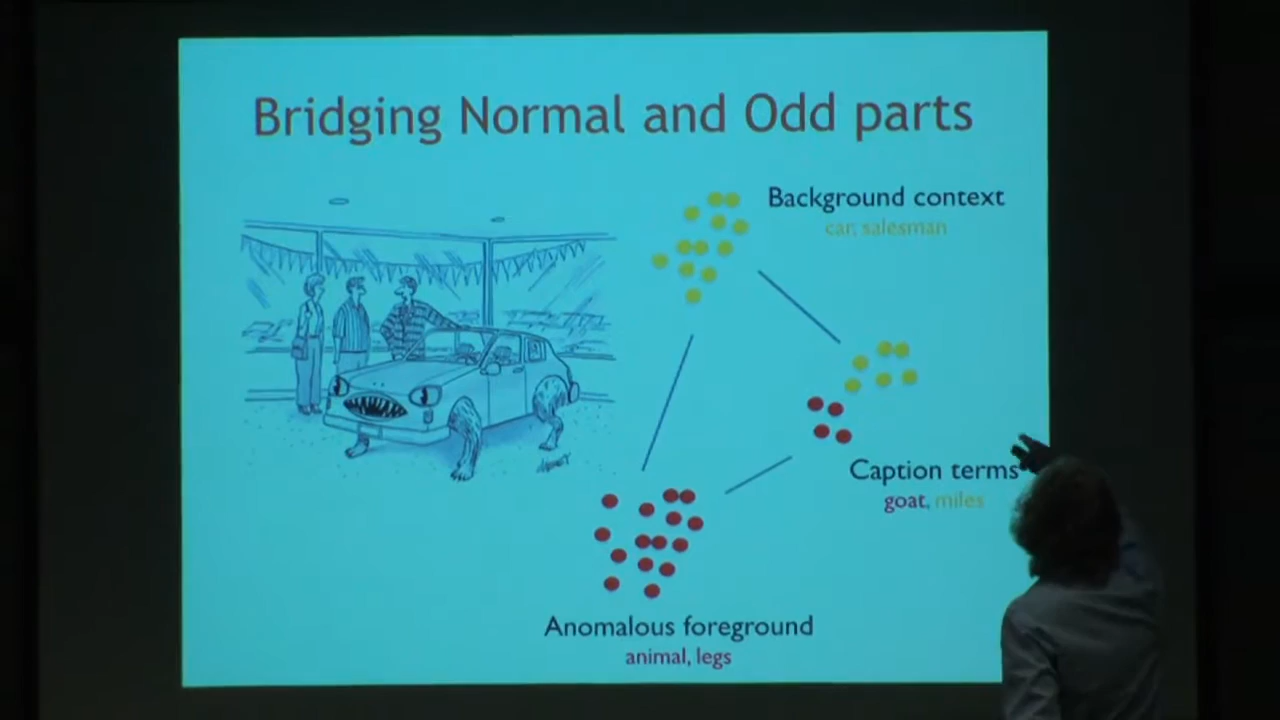 Bridging Normal and Odd parts
Background context
car, salesman
Caption terms
goat, miles
Anomalous foreground
animal, legs